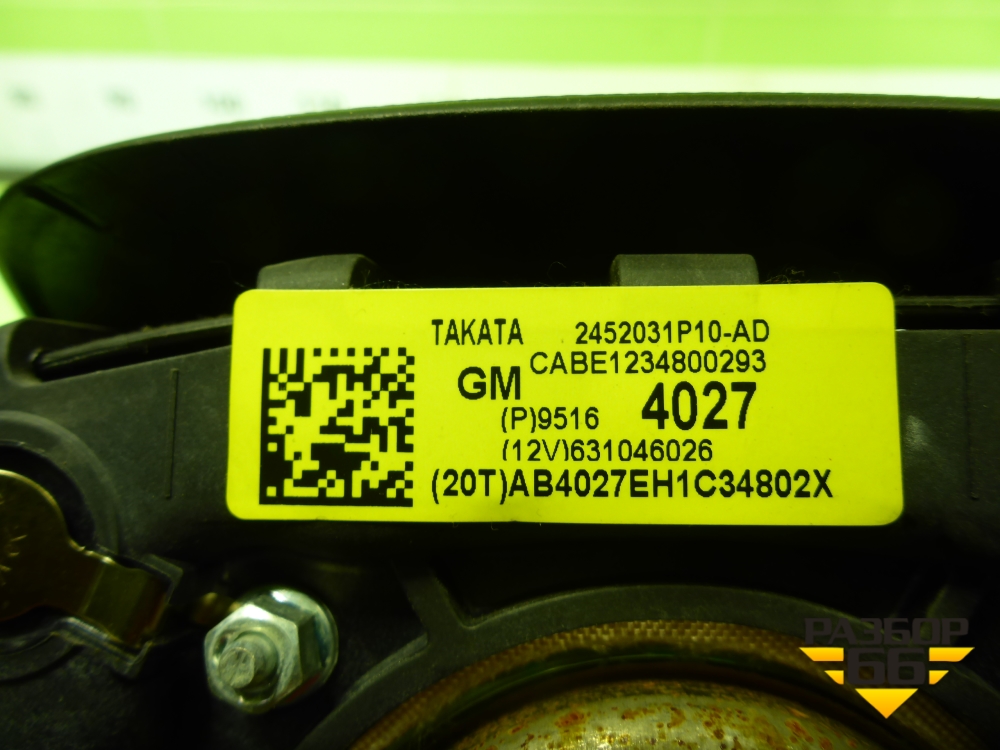 TAKATA 2452031P10-AD
CABE1234800293
GM
(P)9516 4027
(12V)631046026
(20T)AB4027EH1C34802X
РАЗБОР
66